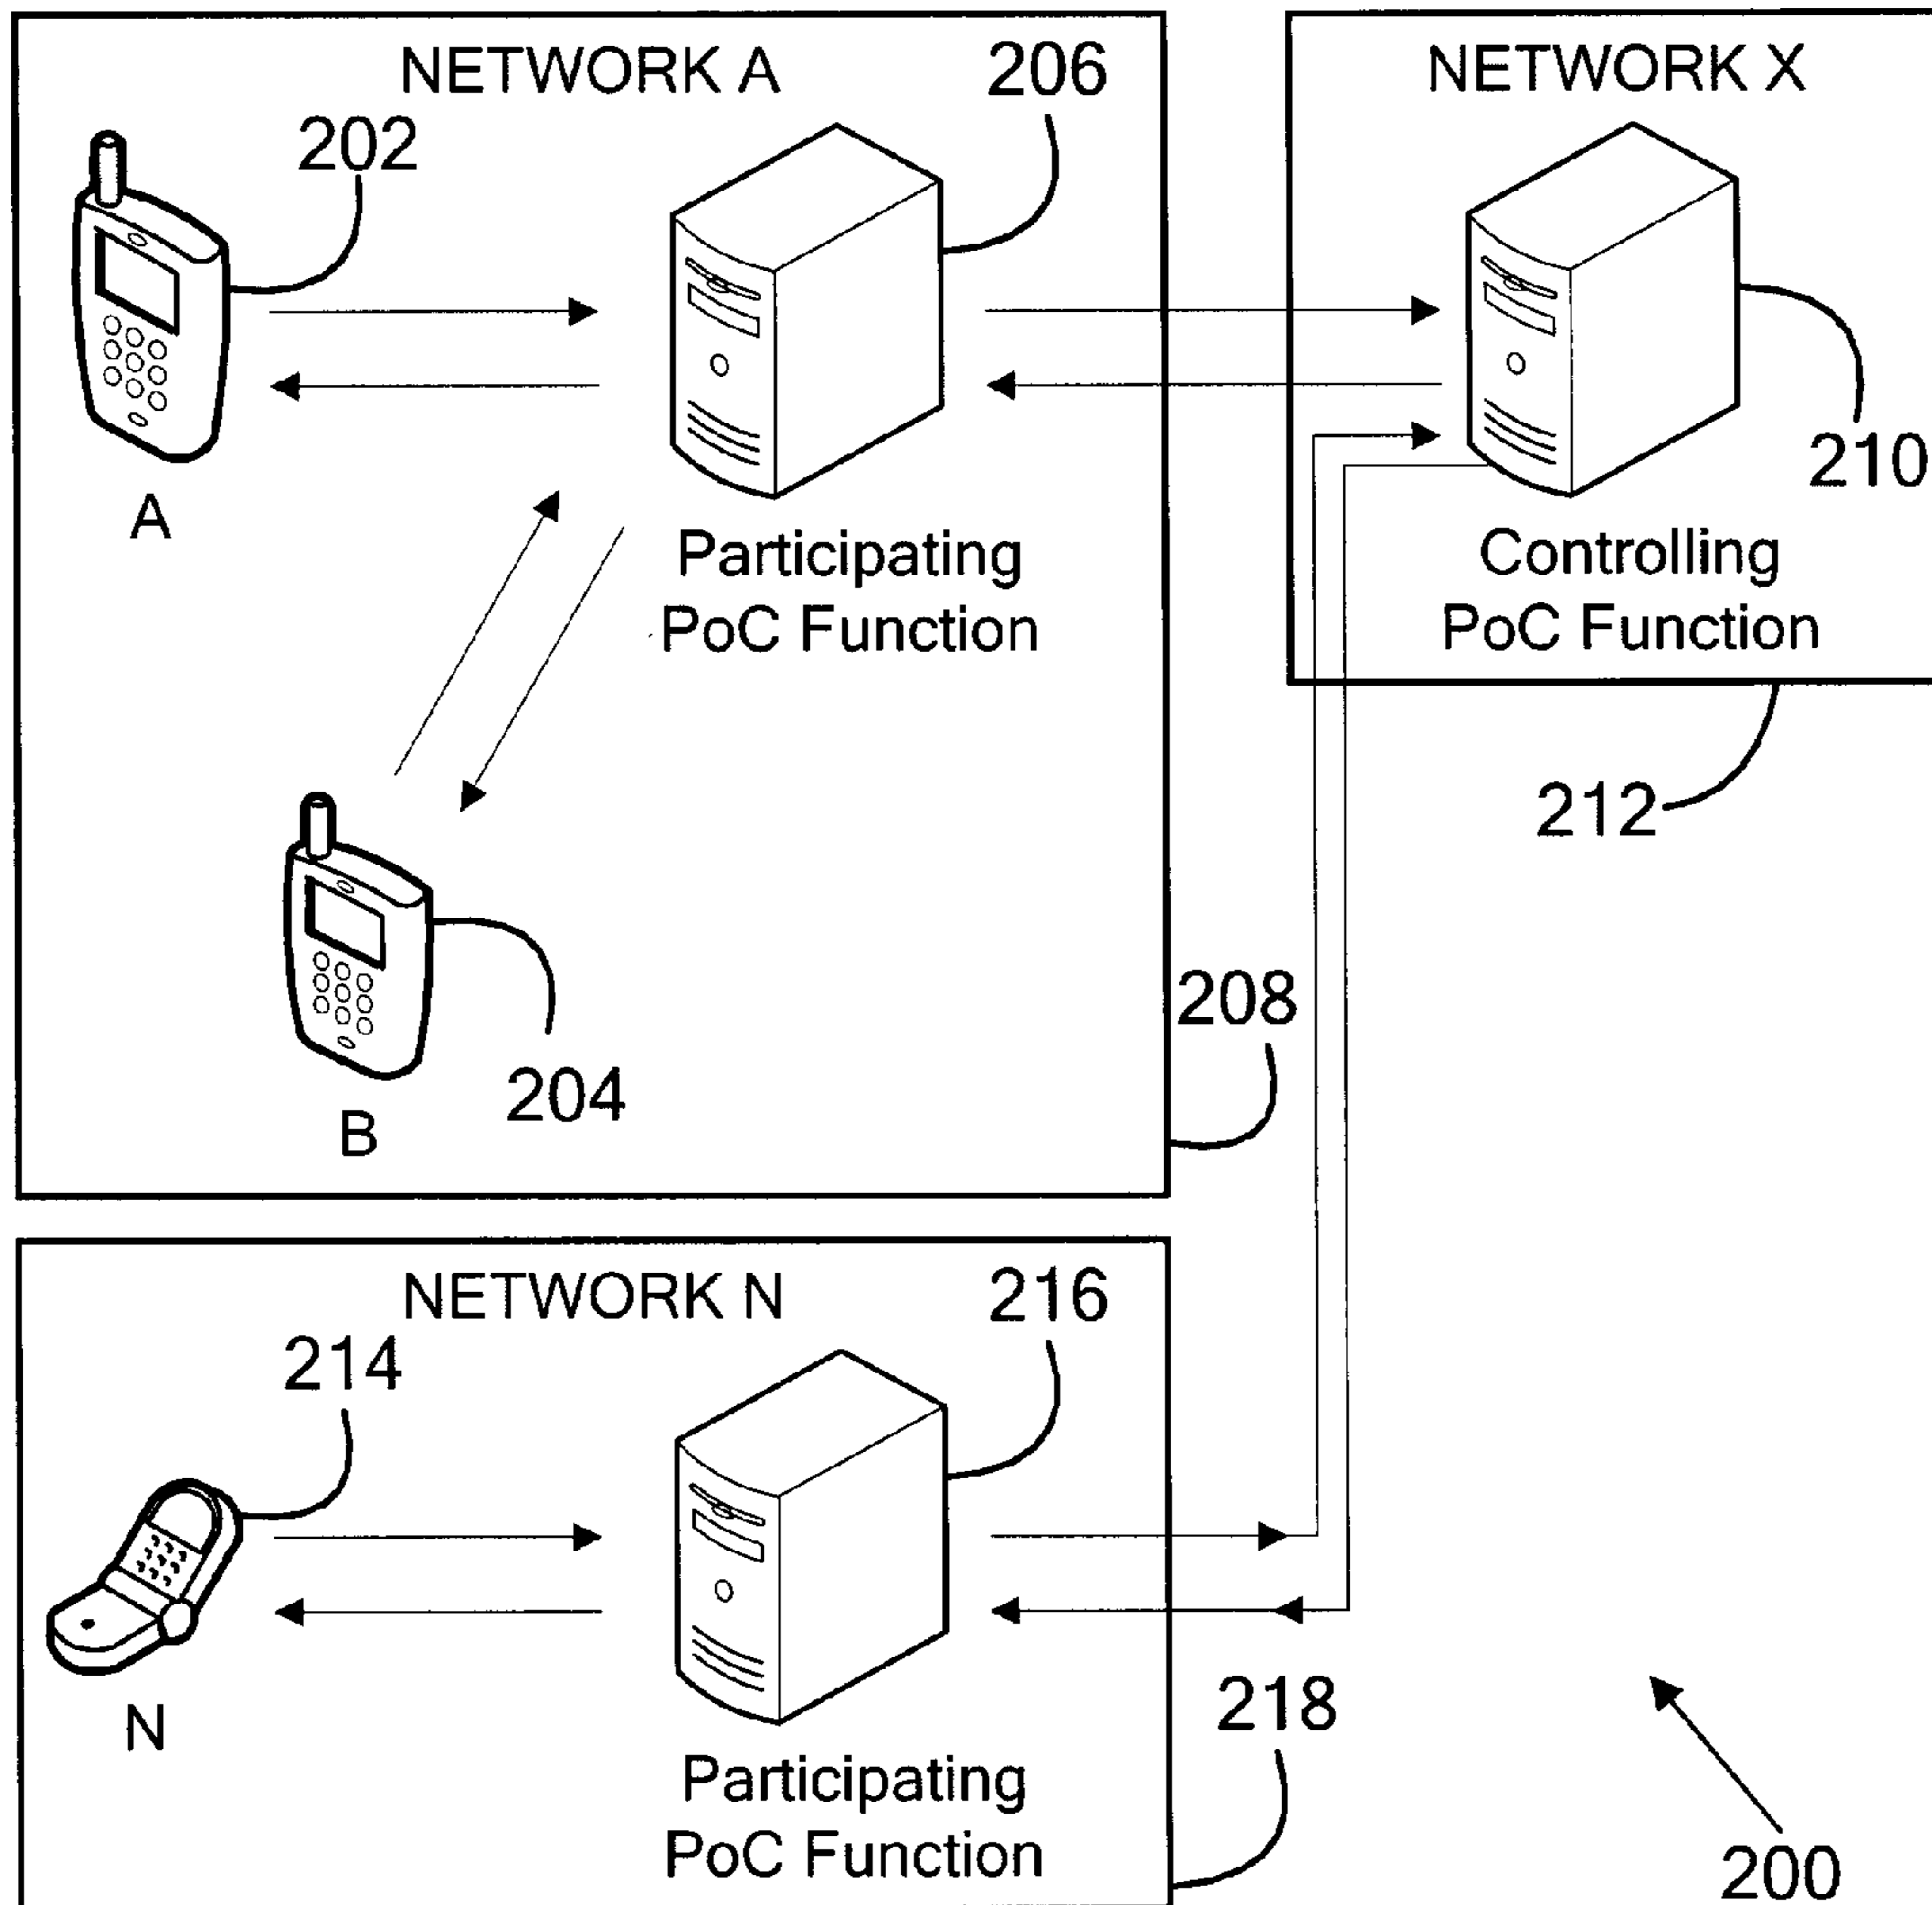 NETWORK A
206
202
A
Participating
PoC Function
B
204
208
NETWORK X
210
Controlling
PoC Function
212
NETWORK N
216
214
N
Participating
PoC Function
218
200